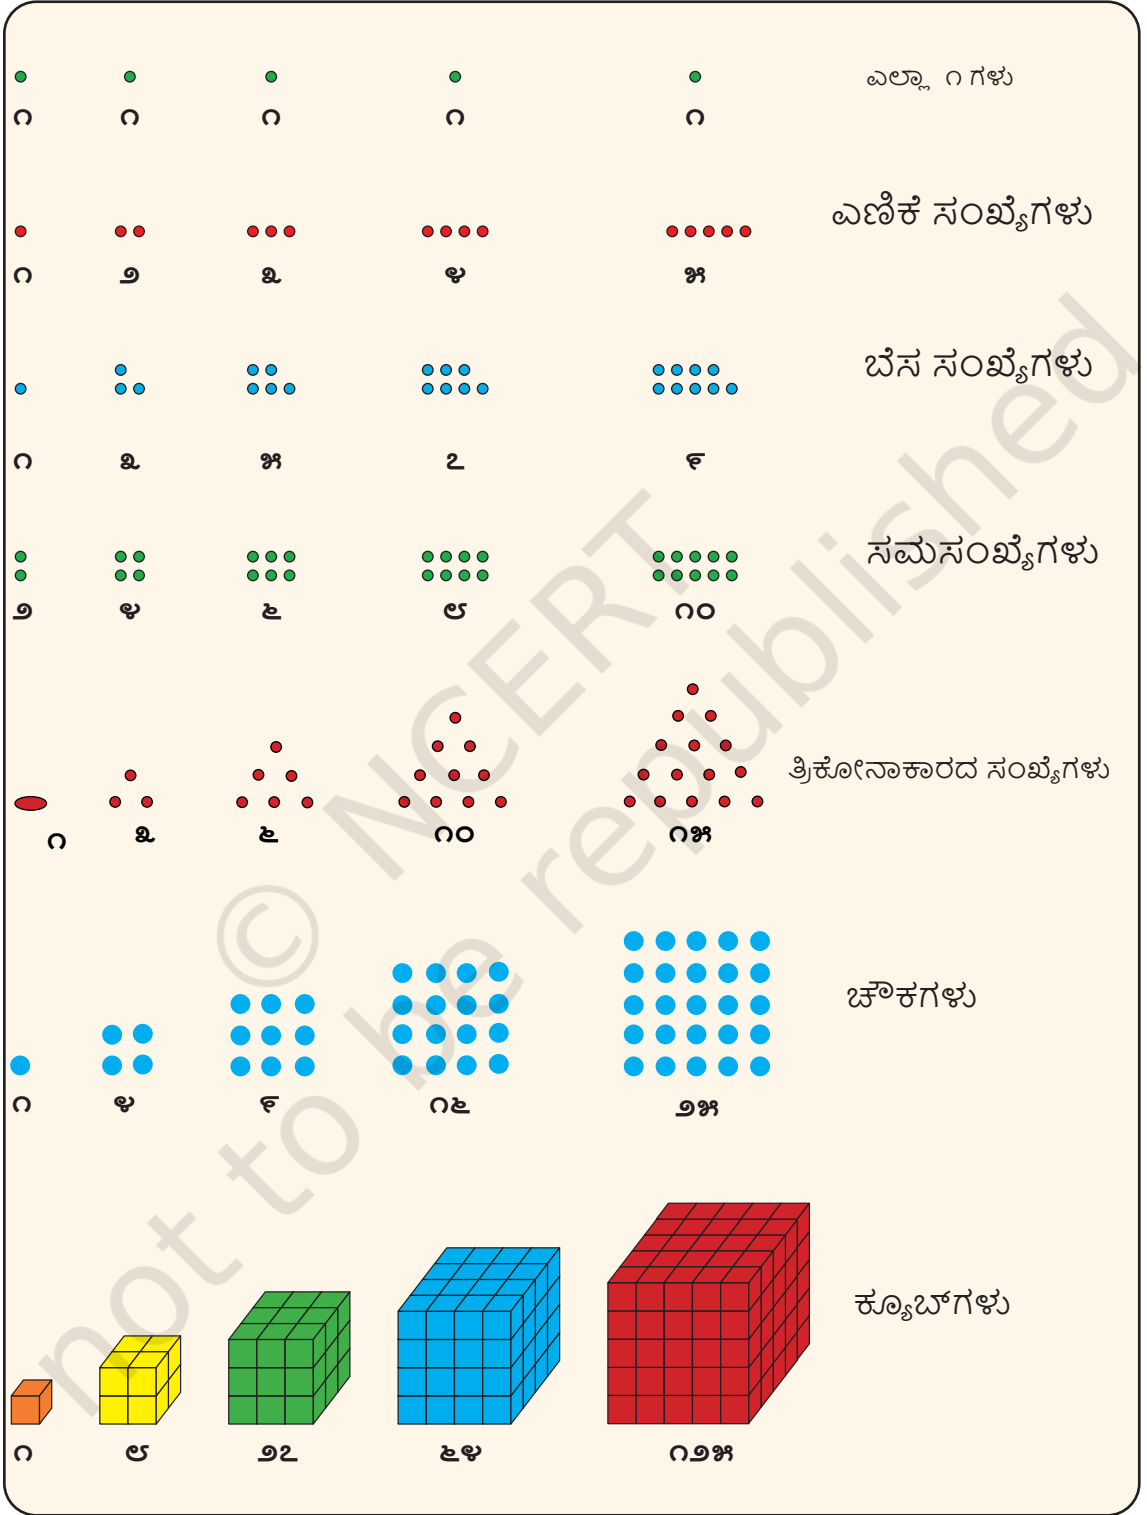 ೧ ೧ ೧ ೧ ೧ ಎಲ್ಲಾ ೧ ಗಳು
೧ ೨ ೩ ೪ ೫ ಎಣಿಕೆ ಸಂಖ್ಯೆಗಳು
೧ ೩ ೫ ೭ ೯ ಬೆಸ ಸಂಖ್ಯೆಗಳು
೨ ೪ ೬ ೮ ೧೦ ಸಮಸಂಖ್ಯೆಗಳು
೧ ೩ ೬ ೧೦ ೧೫ ತ್ರಿಕೋನಾಕಾರದ ಸಂಖ್ಯೆಗಳು
೧ ೪ ೯ ೧೬ ೨೫ ಚೌಕಗಳು
೧ ೮ ೨೭ ೬೪ ೧೨೫ ಕ್ಯೂಬ್‌ಗಳು
© NCERT
not to be republished